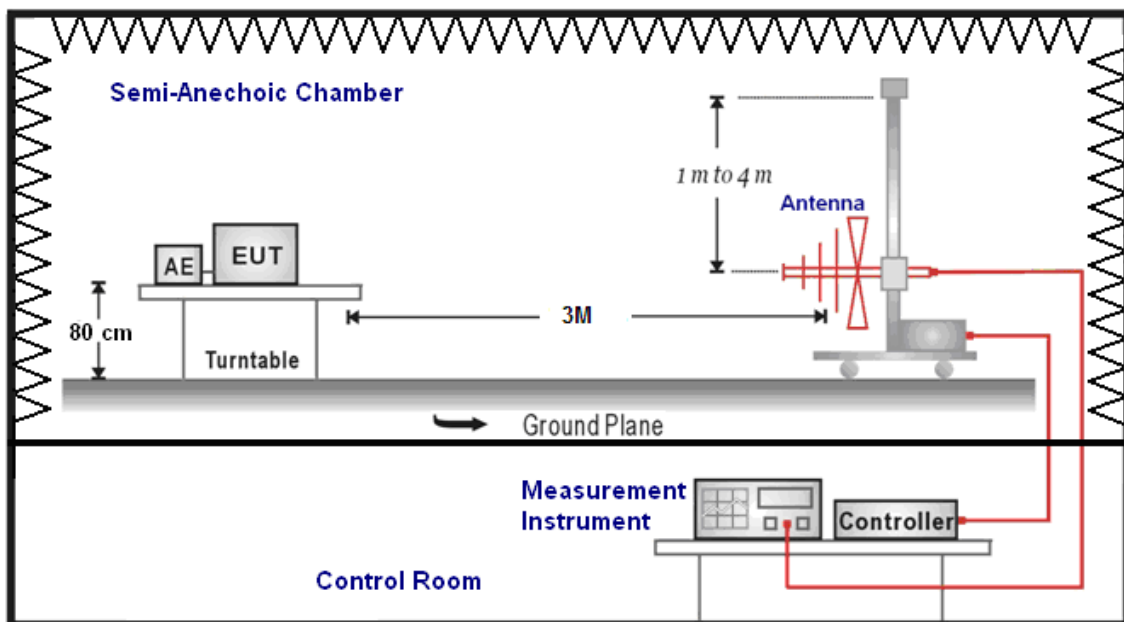 Semi-Anechoic Chamber
1 m to 4 m
Antenna
AE
EUT
80 cm
3M
Turntable
Ground Plane
Measurement
Instrument
Controller
Control Room